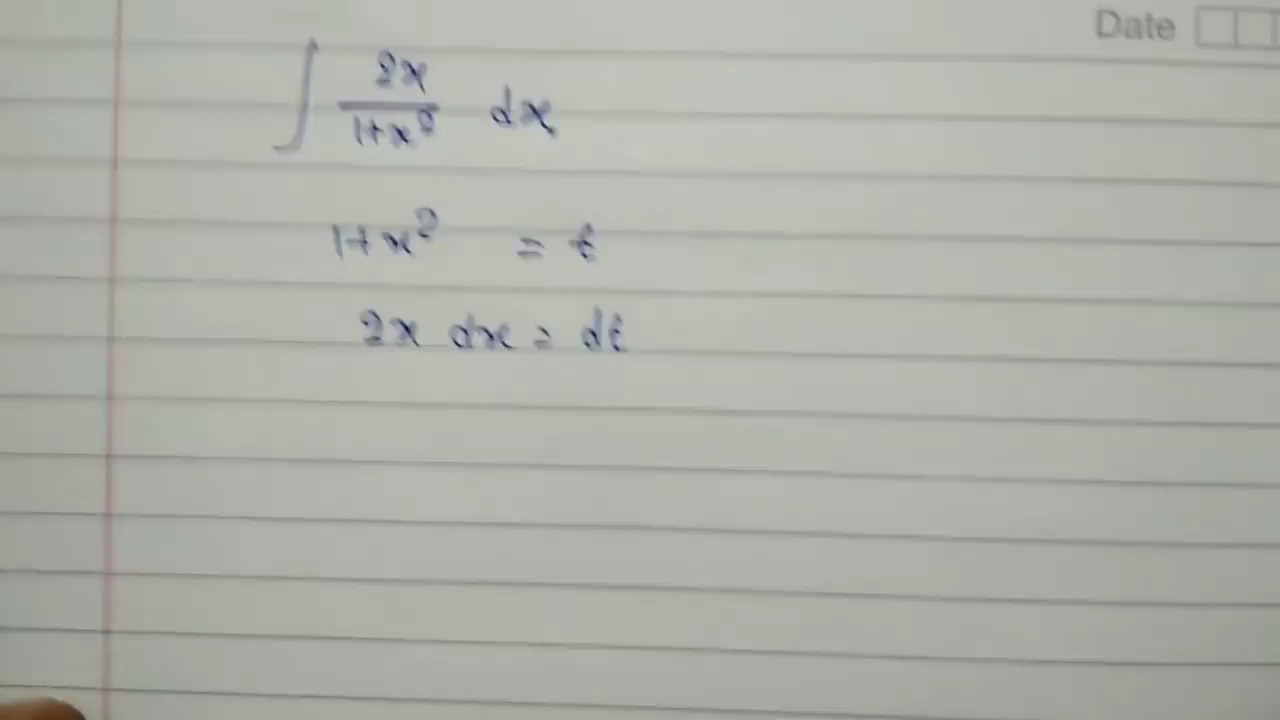 Date
∫ 2x/(1+x²) dx
1+x² = t
2x dx = dt